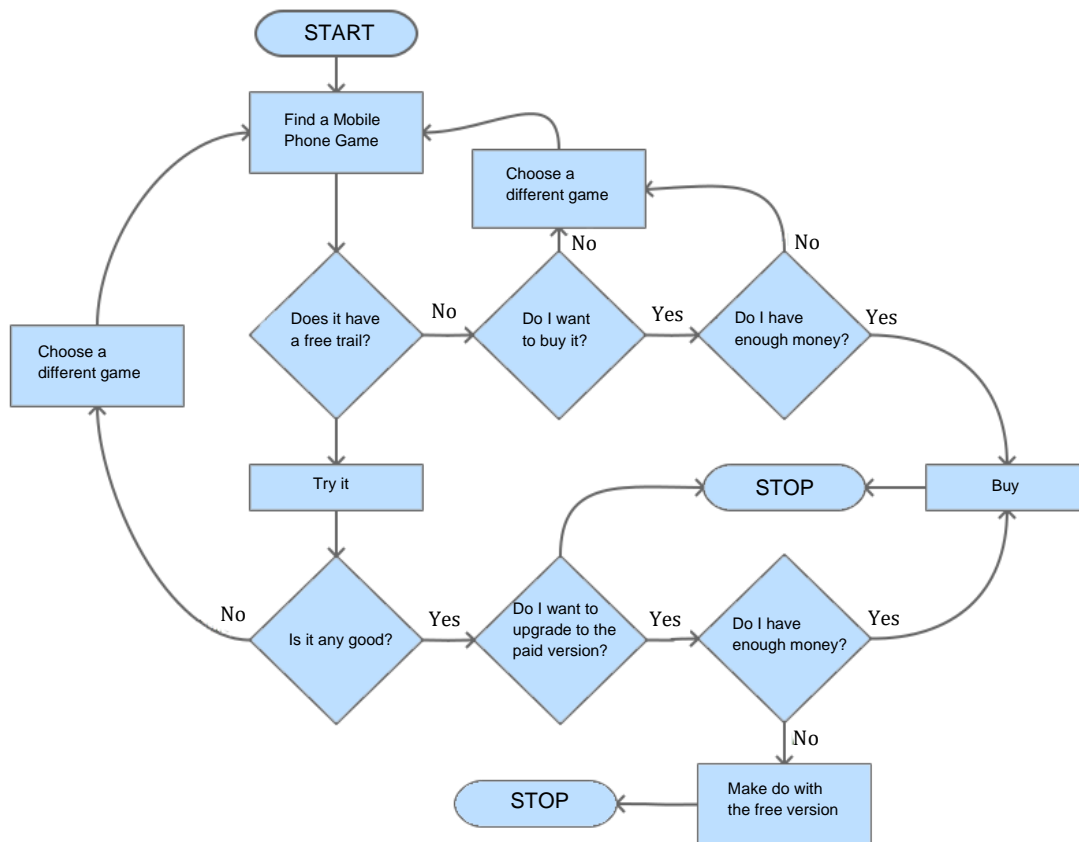 START
Find a Mobile
Phone Game
Choose a
different game
No
No
Does it have
a free trail?
No
Do I want
to buy it?
Yes
Do I have
enough money?
Yes
Choose a
different game
Try it
STOP
Buy
No
Is it any good?
Yes
Do I want to
upgrade to the
paid version?
Yes
Do I have
enough money?
Yes
No
STOP
Make do with
the free version